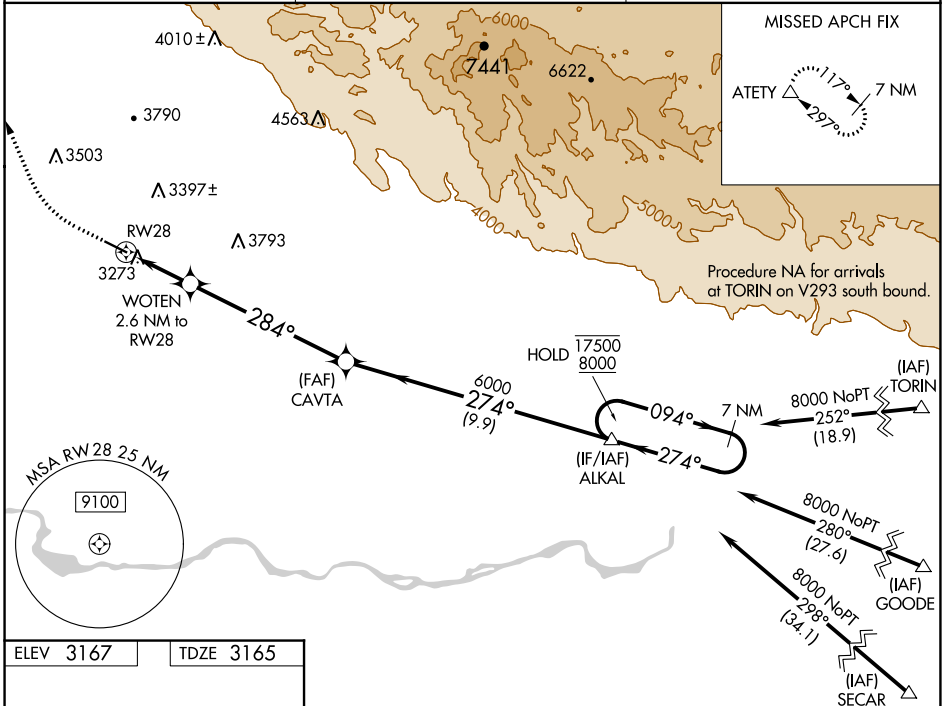 6000
MISSED APCH FIX
4010±
7441
6622
117°
ATETY
7 NM
297°
3790
4563
3503
3397±
4000
5000
RW28
3793
3273
Procedure NA for arrivals
at TORIN on V293 south bound.
WOTEN
2.6 NM to
RW28
284°
HOLD
17500
8000
(IAF)
TORIN
(FAF)
CAVTA
6000
274°
(9.9)
094°
7 NM
8000 NoPT
252°
(18.9)
274°
(IF/IAF)
ALKAL
MSA RW 28 25 NM
9100
8000 NoPT
280°
(27.6)
(IAF)
GOODE
8000 NoPT
298°
(34.1)
(IAF)
SECAR
ELEV 3167
TDZE 3165